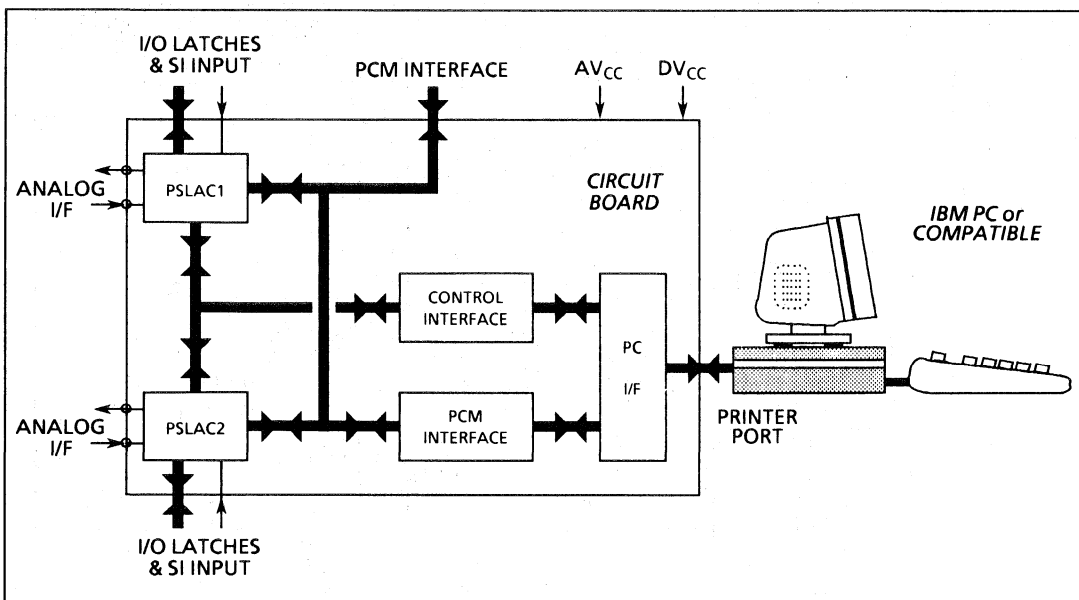 I/O LATCHES
& SI INPUT
PCM INTERFACE
AVCC
DVCC
PSLAC1
ANALOG
I/F
CIRCUIT
BOARD
IBM PC or
COMPATIBLE
CONTROL
INTERFACE
PC
I/F
PSLAC2
ANALOG
I/F
PCM
INTERFACE
PRINTER
PORT
I/O LATCHES
& SI INPUT